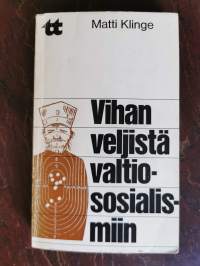 tt
Matti Klinge
Vihan
veljistä
valtio-
sosialis-
miin